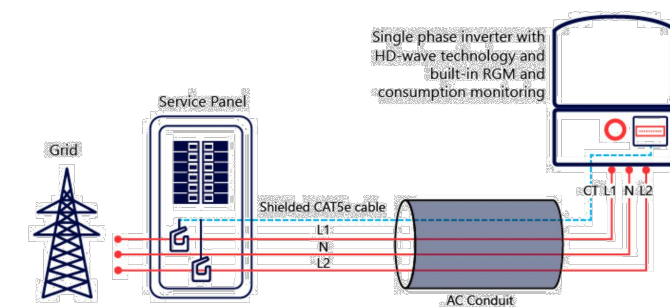 Single phase inverter with
HD-wave technology and
built-in RGM and
consumption monitoring
Service Panel
Grid
CT L1 N L2
Shielded CAT5e cable
L1
N
L2
AC Conduit